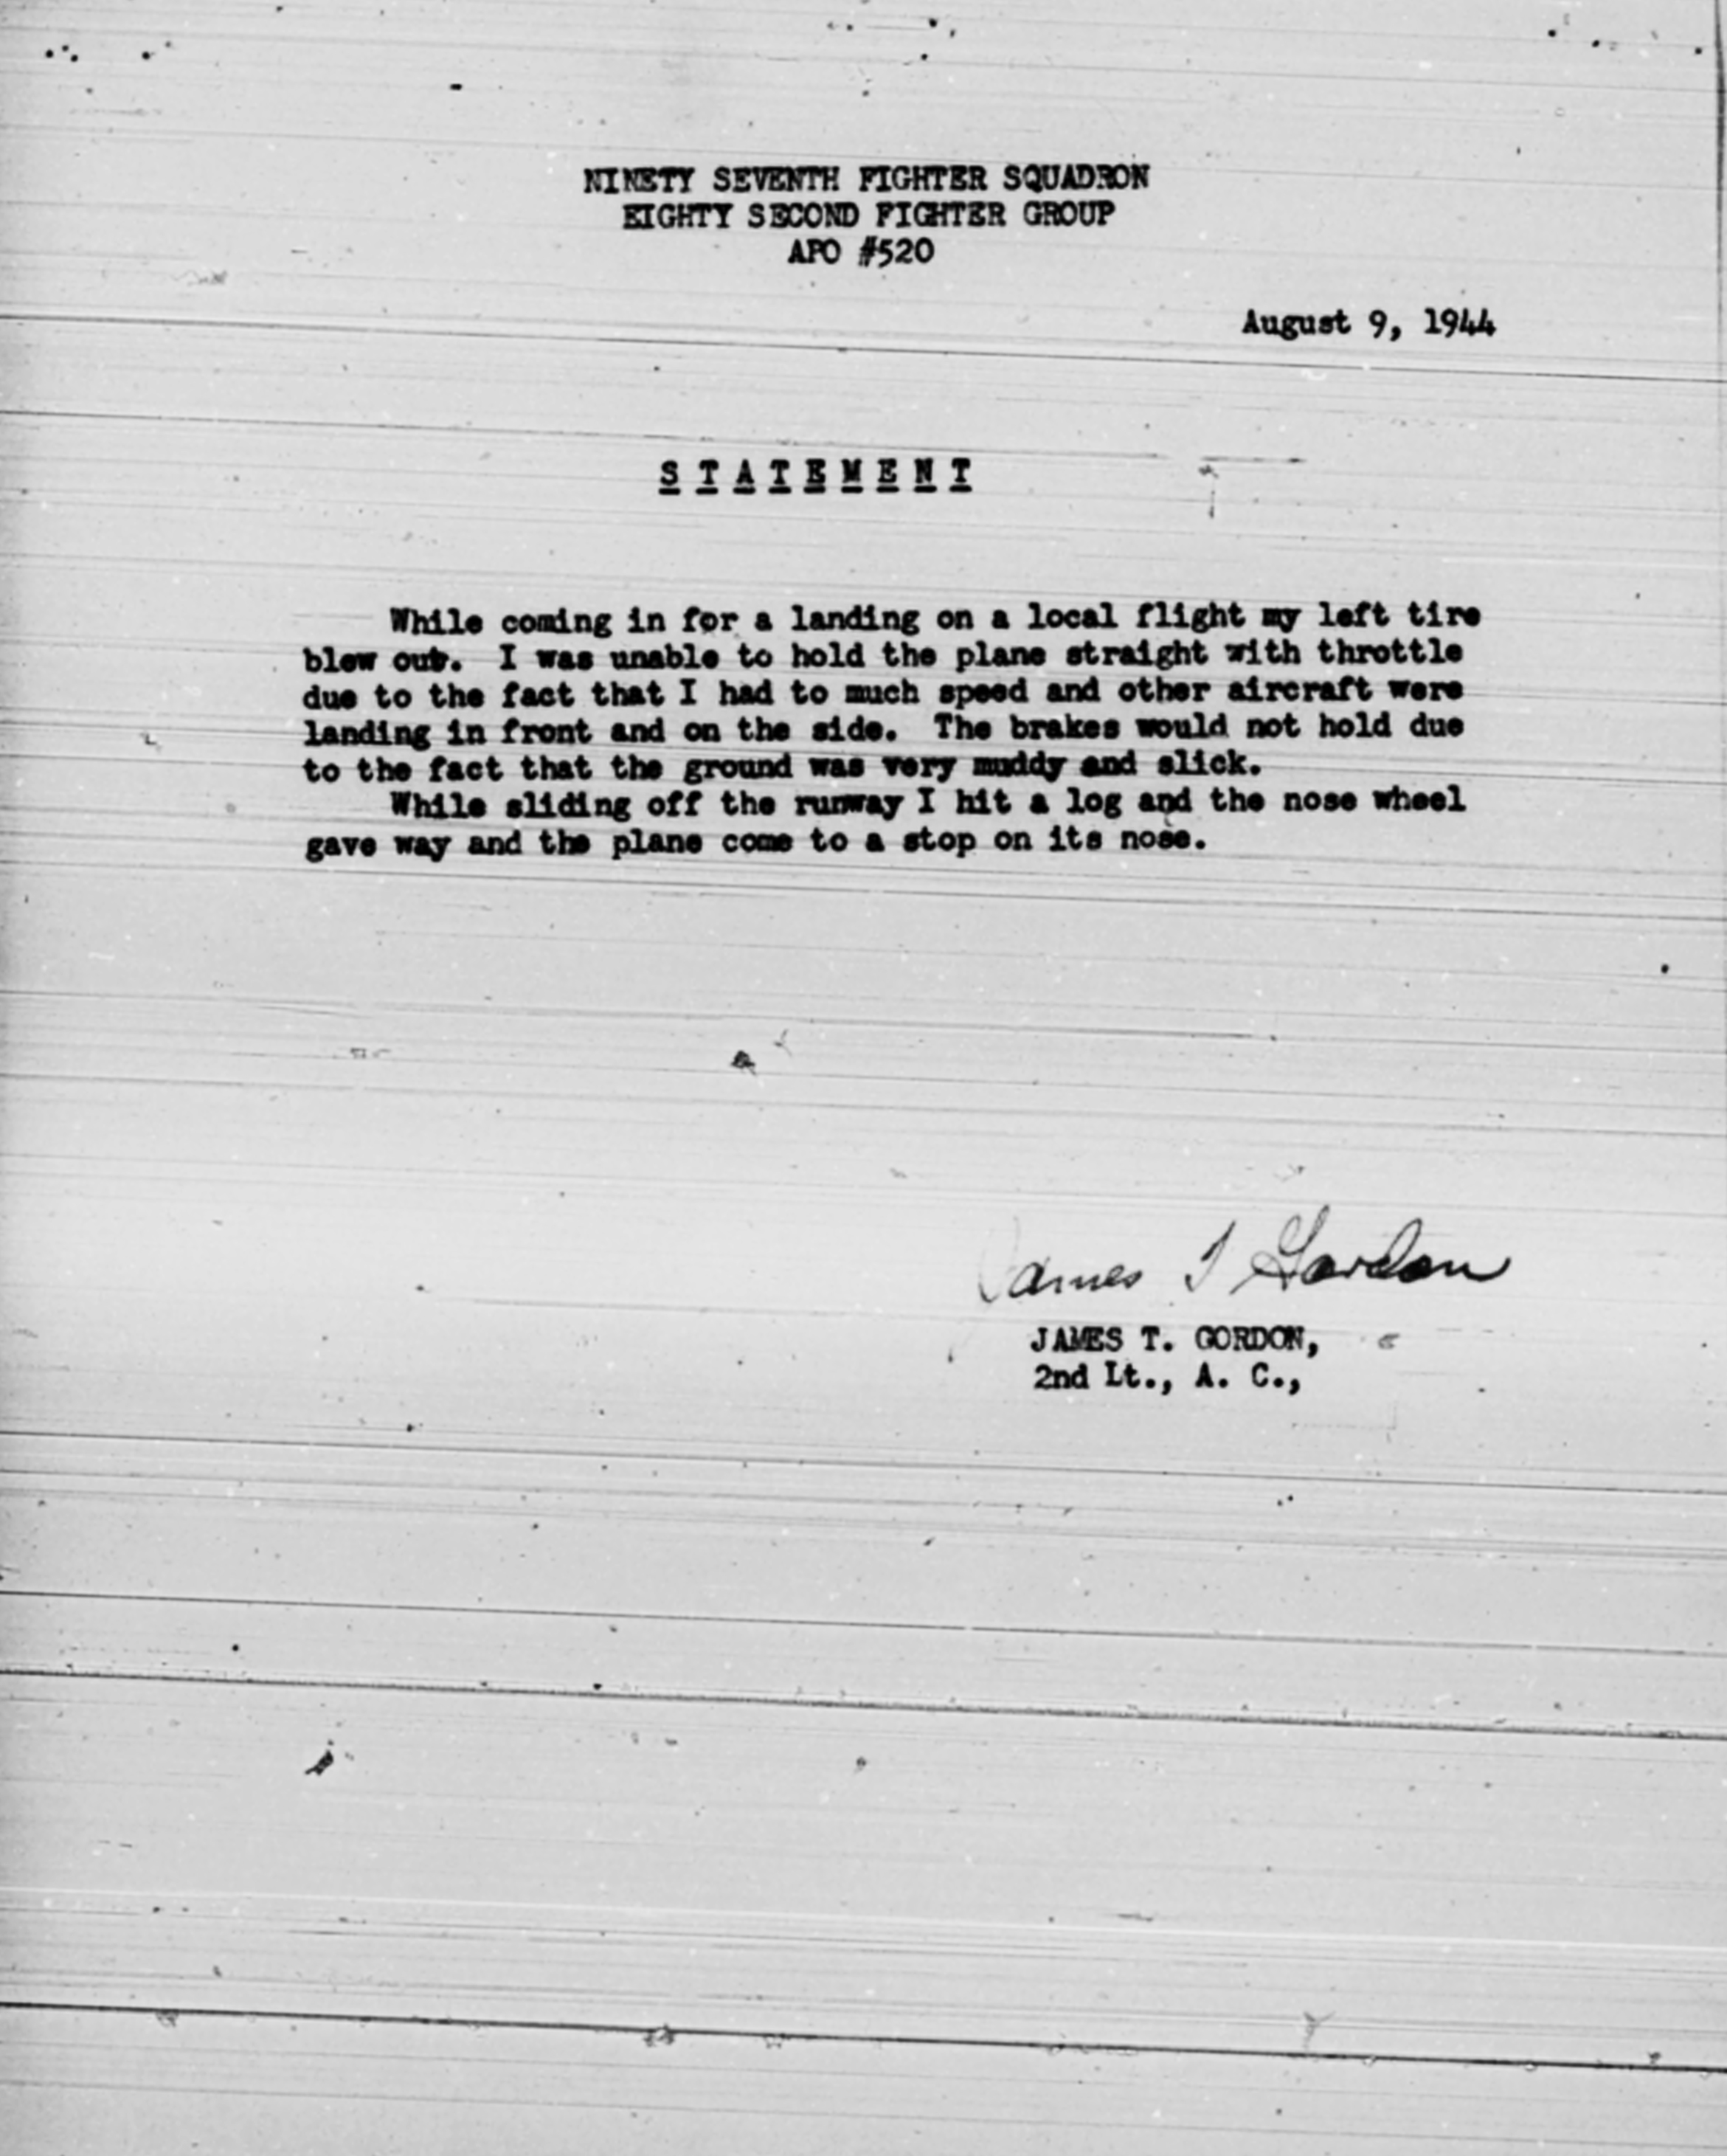 NINETY SEVENTH FIGHTER SQUADRON
EIGHTY SECOND FIGHTER GROUP
APO #520
August 9, 1944
S T A T E M E N T
While coming in for a landing on a local flight my left tire
blew out. I was unable to hold the plane straight with throttle
due to the fact that I had to much speed and other aircraft were
landing in front and on the side. The brakes would not hold due
to the fact that the ground was very muddy and slick.
While sliding off the runway I hit a log and the nose wheel
gave way and the plane come to a stop on its nose.
James T Gordon
JAMES T. GORDON,
2nd Lt., A. C.,